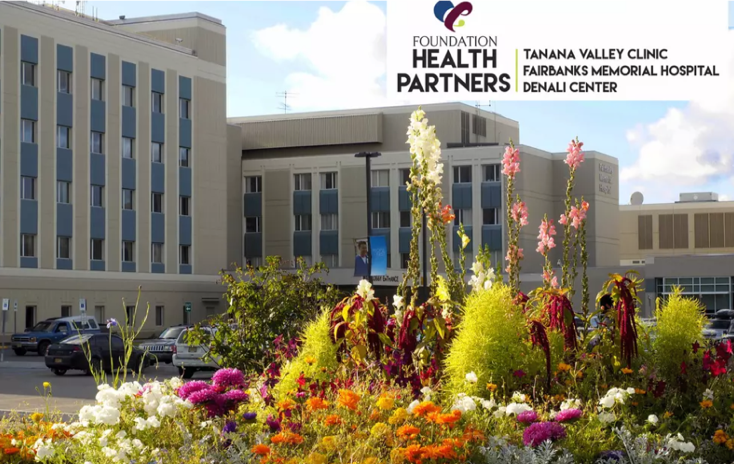 FOUNDATION
HEALTH
PARTNERS
TANANA VALLEY CLINIC
FAIRBANKS MEMORIAL HOSPITAL
DENALI CENTER